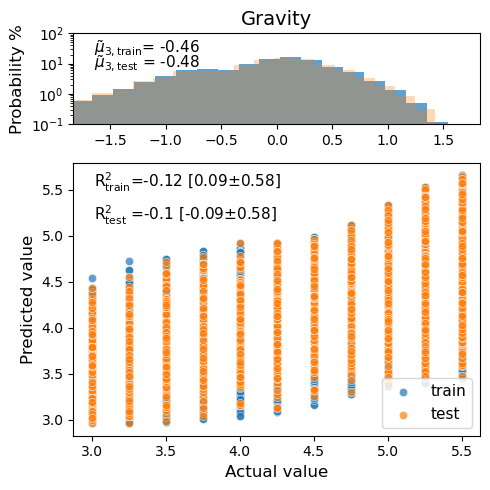 Gravity
Probability %
10² 10¹ 10⁰ 10⁻¹
μ̃₃,train= -0.46
μ̃₃,test = -0.48
−1.5 −1.0 −0.5 0.0 0.5 1.0 1.5
Predicted value
5.5 5.0 4.5 4.0 3.5 3.0
R²train=-0.12 [0.09±0.58]
R²test =-0.1 [-0.09±0.58]
train
test
3.0 3.5 4.0 4.5 5.0 5.5
Actual value